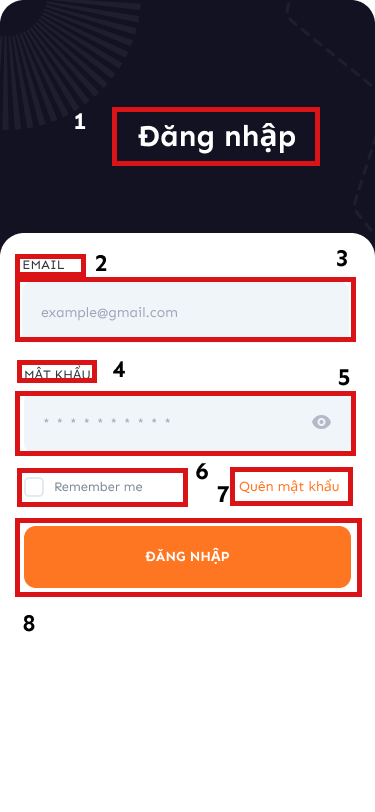 1
Đăng nhập
EMAIL
2
3
example@gmail.com
MẬT KHẨU
4
5
* * * * * * * * * *
Remember me
6
7
Quên mật khẩu
ĐĂNG NHẬP
8